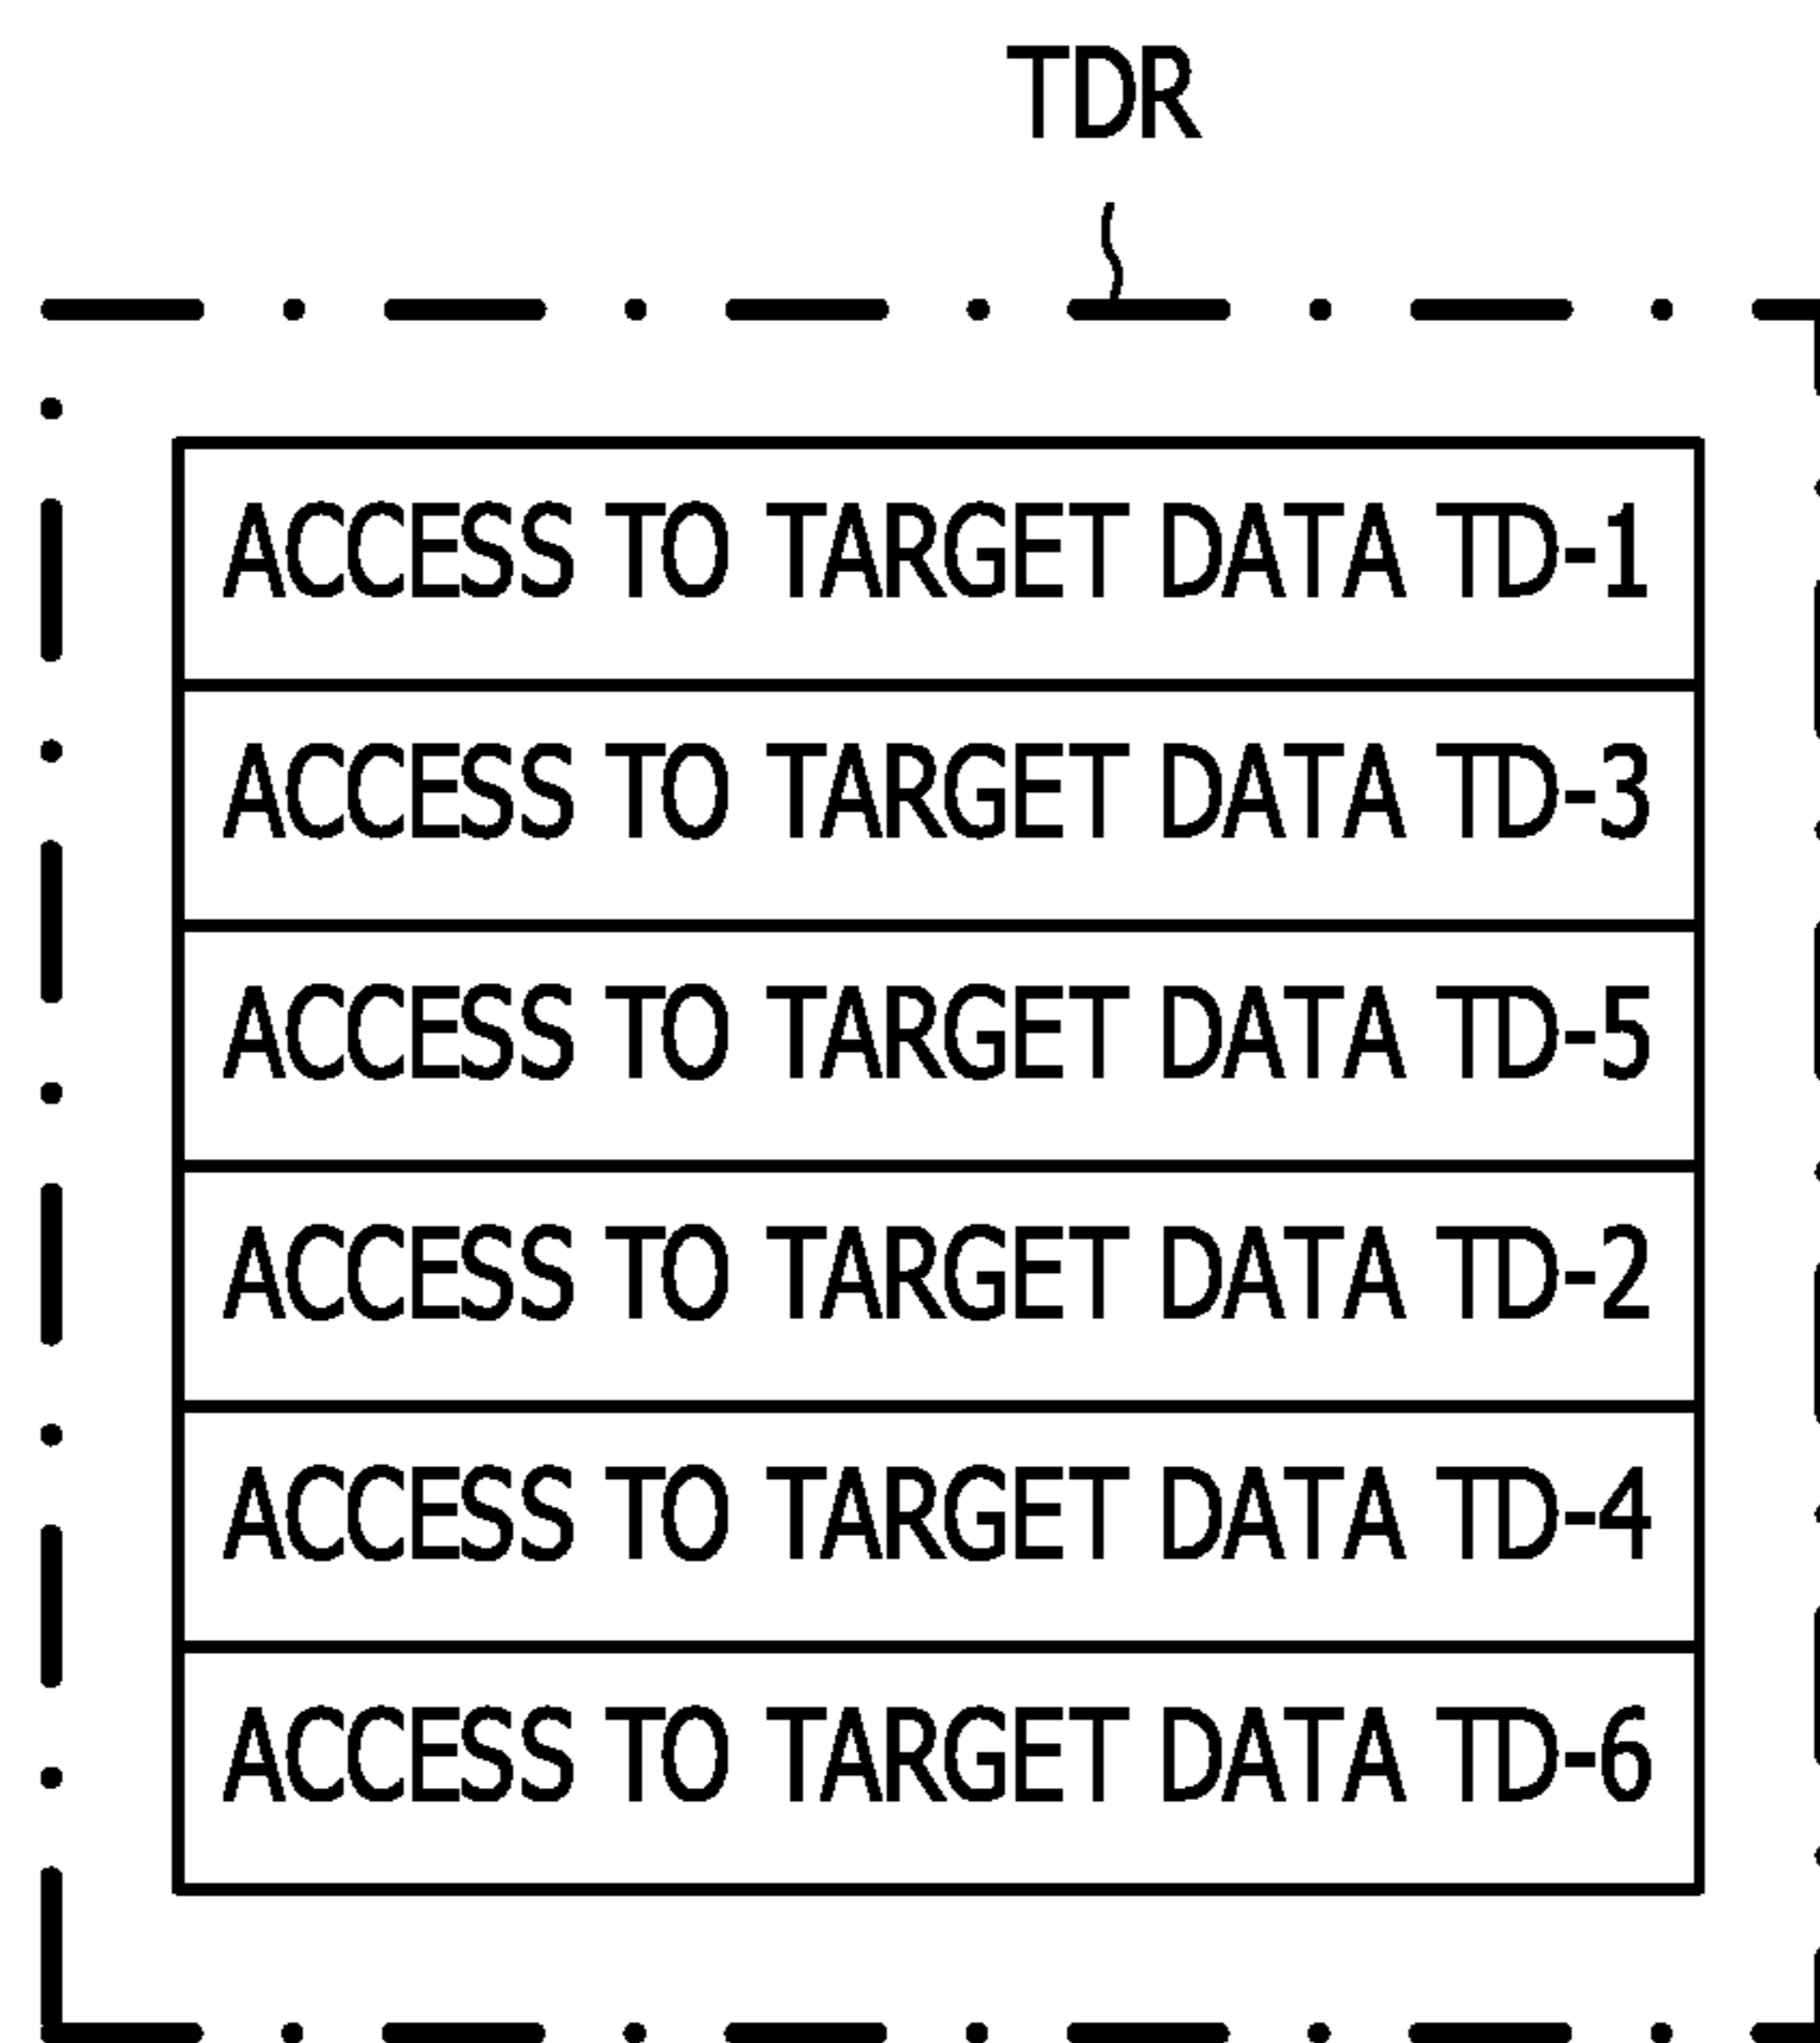 TDR
ACCESS TO TARGET DATA TD-1
ACCESS TO TARGET DATA TD-3
ACCESS TO TARGET DATA TD-5
ACCESS TO TARGET DATA TD-2
ACCESS TO TARGET DATA TD-4
ACCESS TO TARGET DATA TD-6